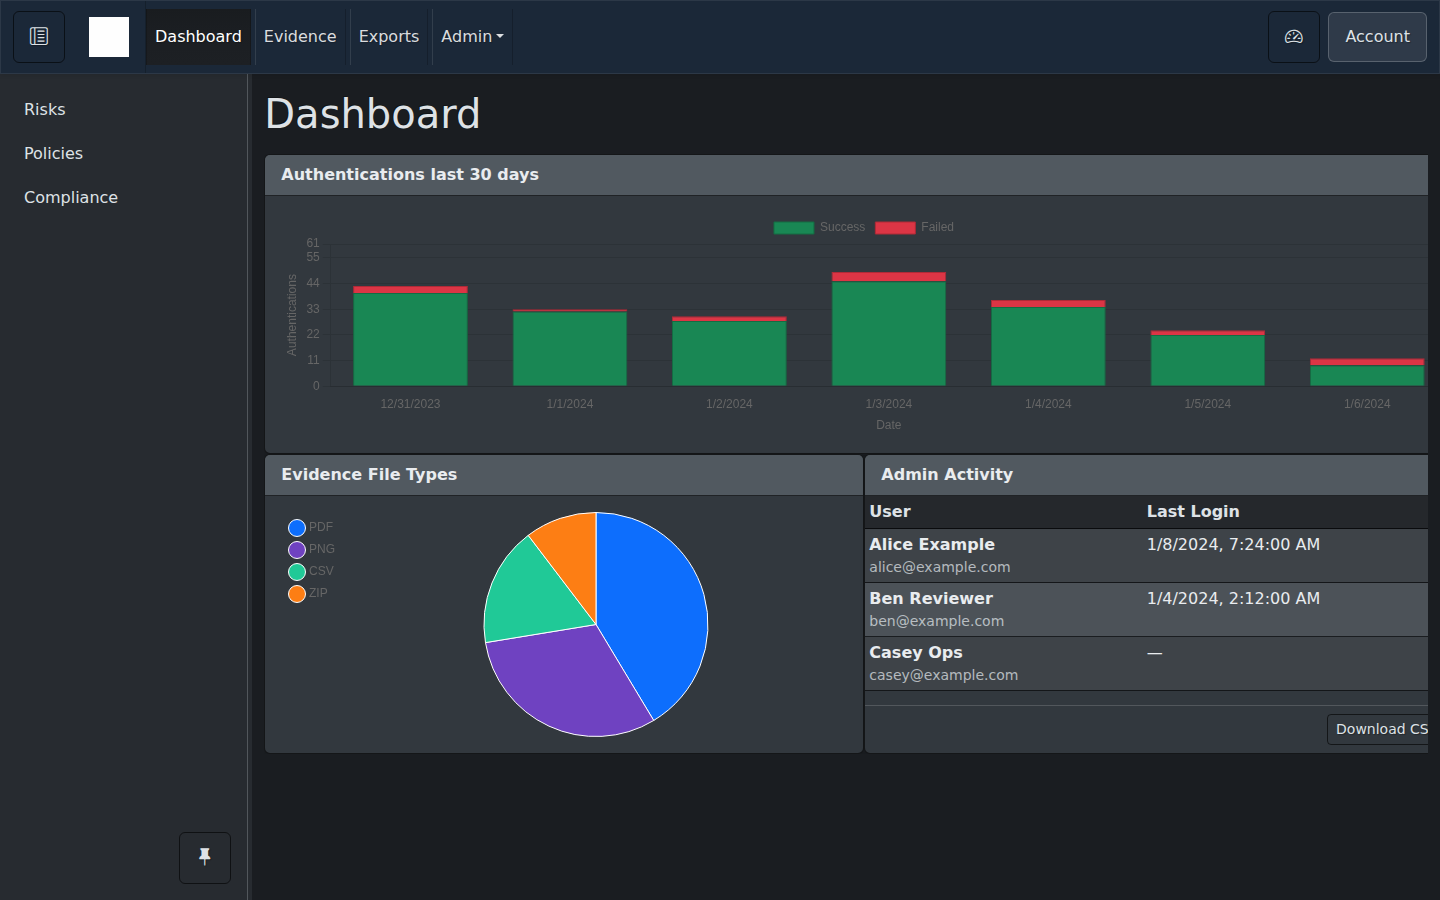 Dashboard
Evidence
Exports
Admin
Account
Risks
Policies
Compliance
Dashboard
Authentications last 30 days
Success
Failed
Authentications
61
55
44
33
22
11
0
12/31/2023
1/1/2024
1/2/2024
1/3/2024
1/4/2024
1/5/2024
1/6/2024
Date
Evidence File Types
PDF
PNG
CSV
ZIP
Admin Activity
User Last Login
Alice Example 1/8/2024, 7:24:00 AM
alice@example.com
Ben Reviewer 1/4/2024, 2:12:00 AM
ben@example.com
Casey Ops —
casey@example.com
Download CS